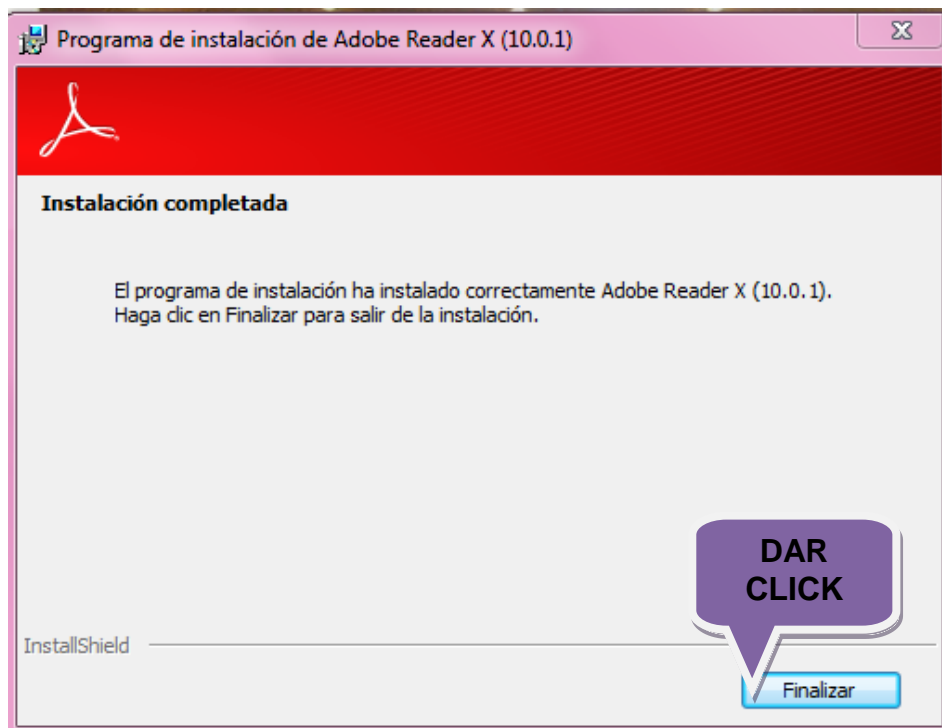 Programa de instalación de Adobe Reader X (10.0.1)
Instalación completada
El programa de instalación ha instalado correctamente Adobe Reader X (10.0.1).
Haga clic en Finalizar para salir de la instalación.
DAR
CLICK
InstallShield
Finalizar